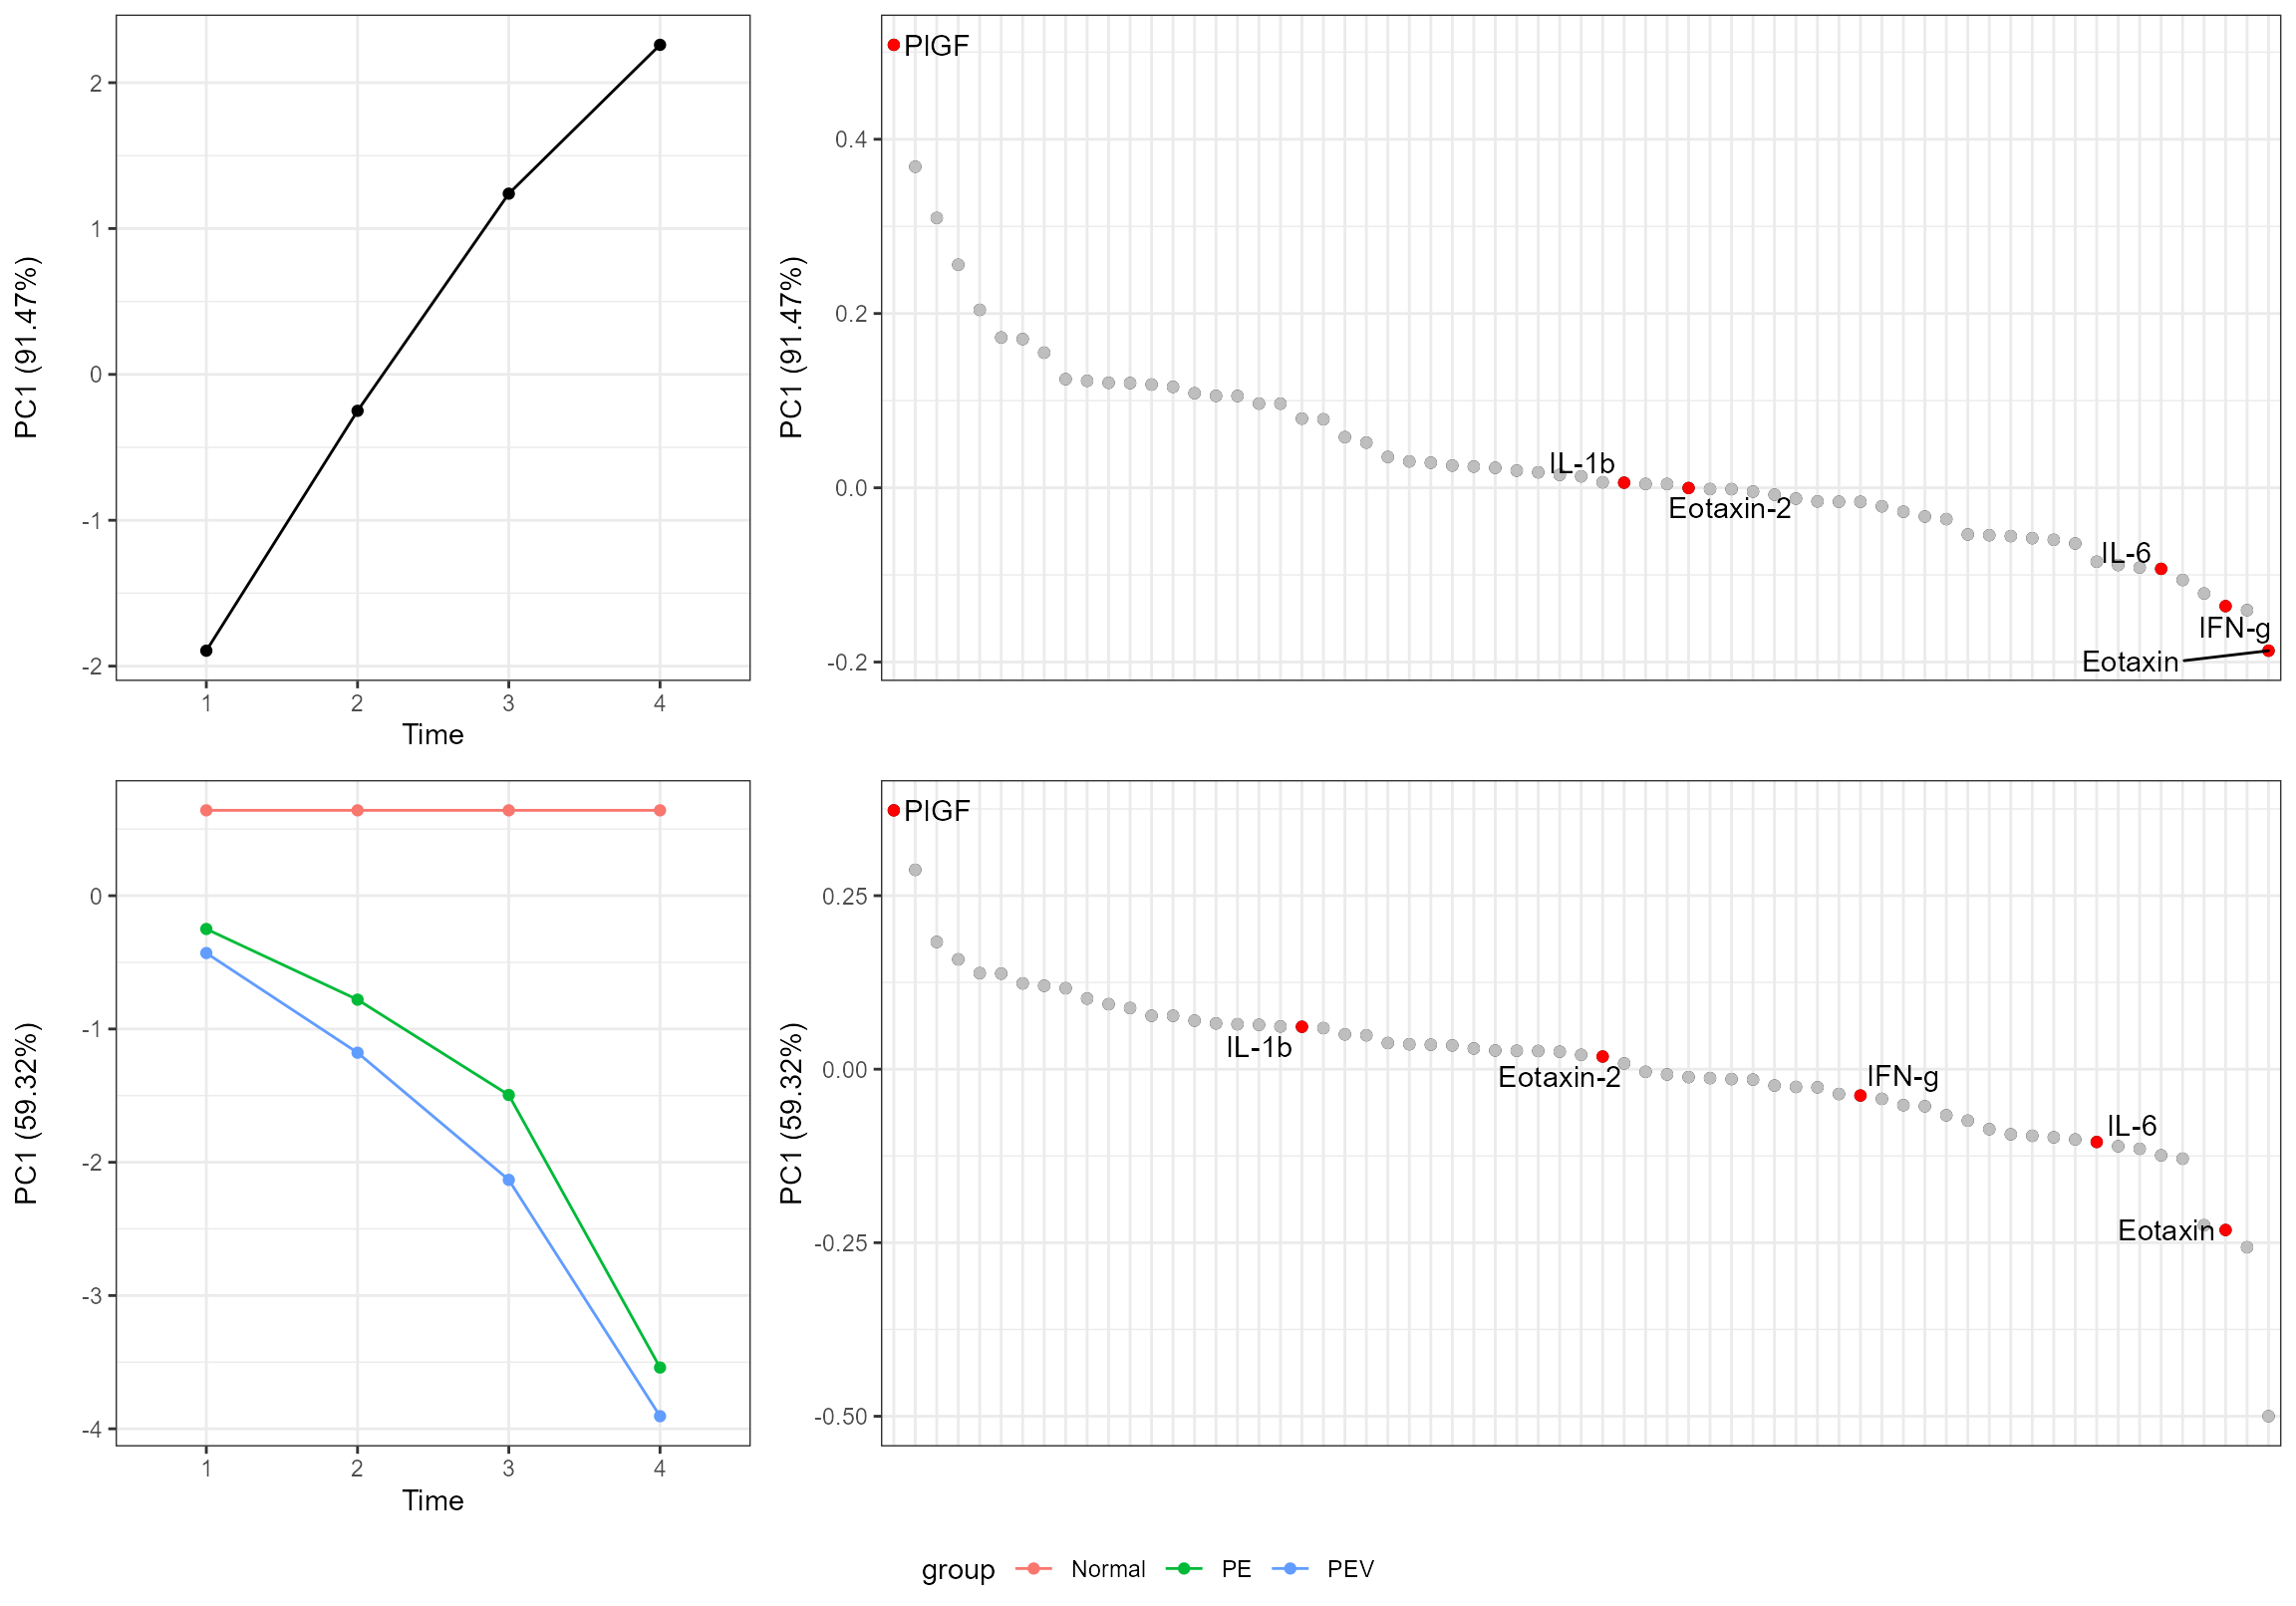 PC1 (91.47%)
2
1
0
-1
-2
1 2 3 4
Time
PC1 (91.47%)
0.4
0.2
0.0
-0.2
PlGF
IL-1b
Eotaxin-2
IL-6
IFN-g
Eotaxin
PC1 (59.32%)
0
-1
-2
-3
-4
1 2 3 4
Time
PC1 (59.32%)
0.25
0.00
-0.25
-0.50
PlGF
IL-1b
Eotaxin-2
IFN-g
IL-6
Eotaxin
group Normal PE PEV